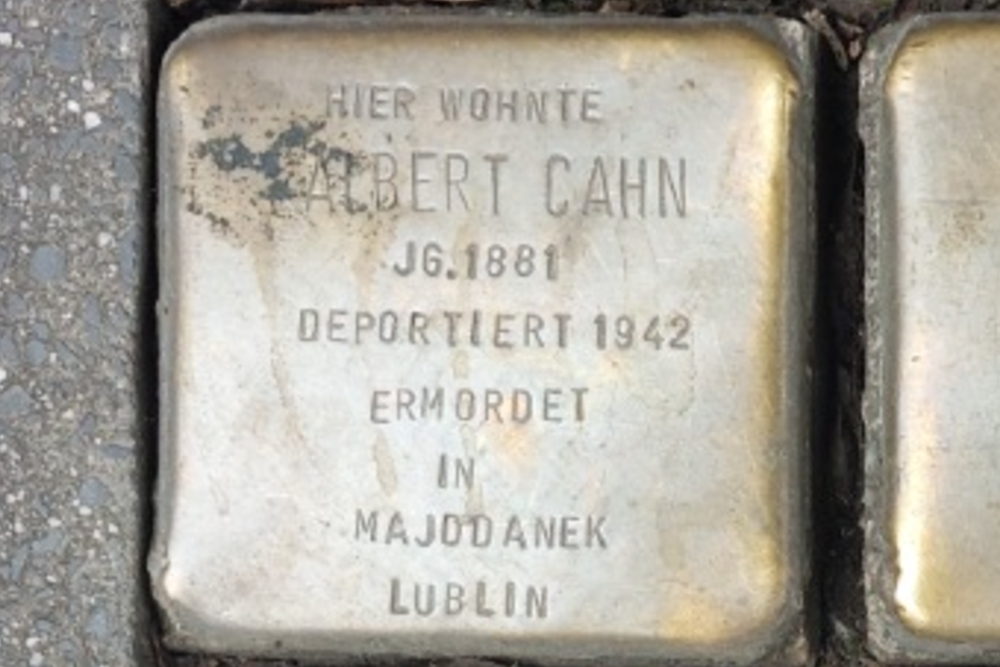 HIER WOHNTE
ALBERT CAHN
JG.1881
DEPORTIERT 1942
ERMORDET
IN
MAJDDANEK
LUBLIN